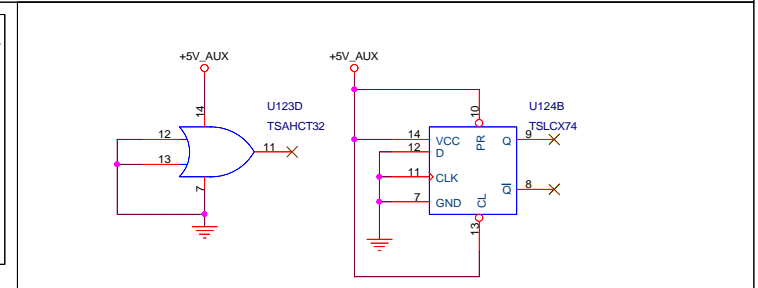 +5V_AUX
14
U123D
TSAHCT32
12
13
11
7
+5V_AUX
10
U124B
TSLCX74
14
VCC
PR
Q
9
12
D
11
CLK
7
GND
CL
Q
8
13